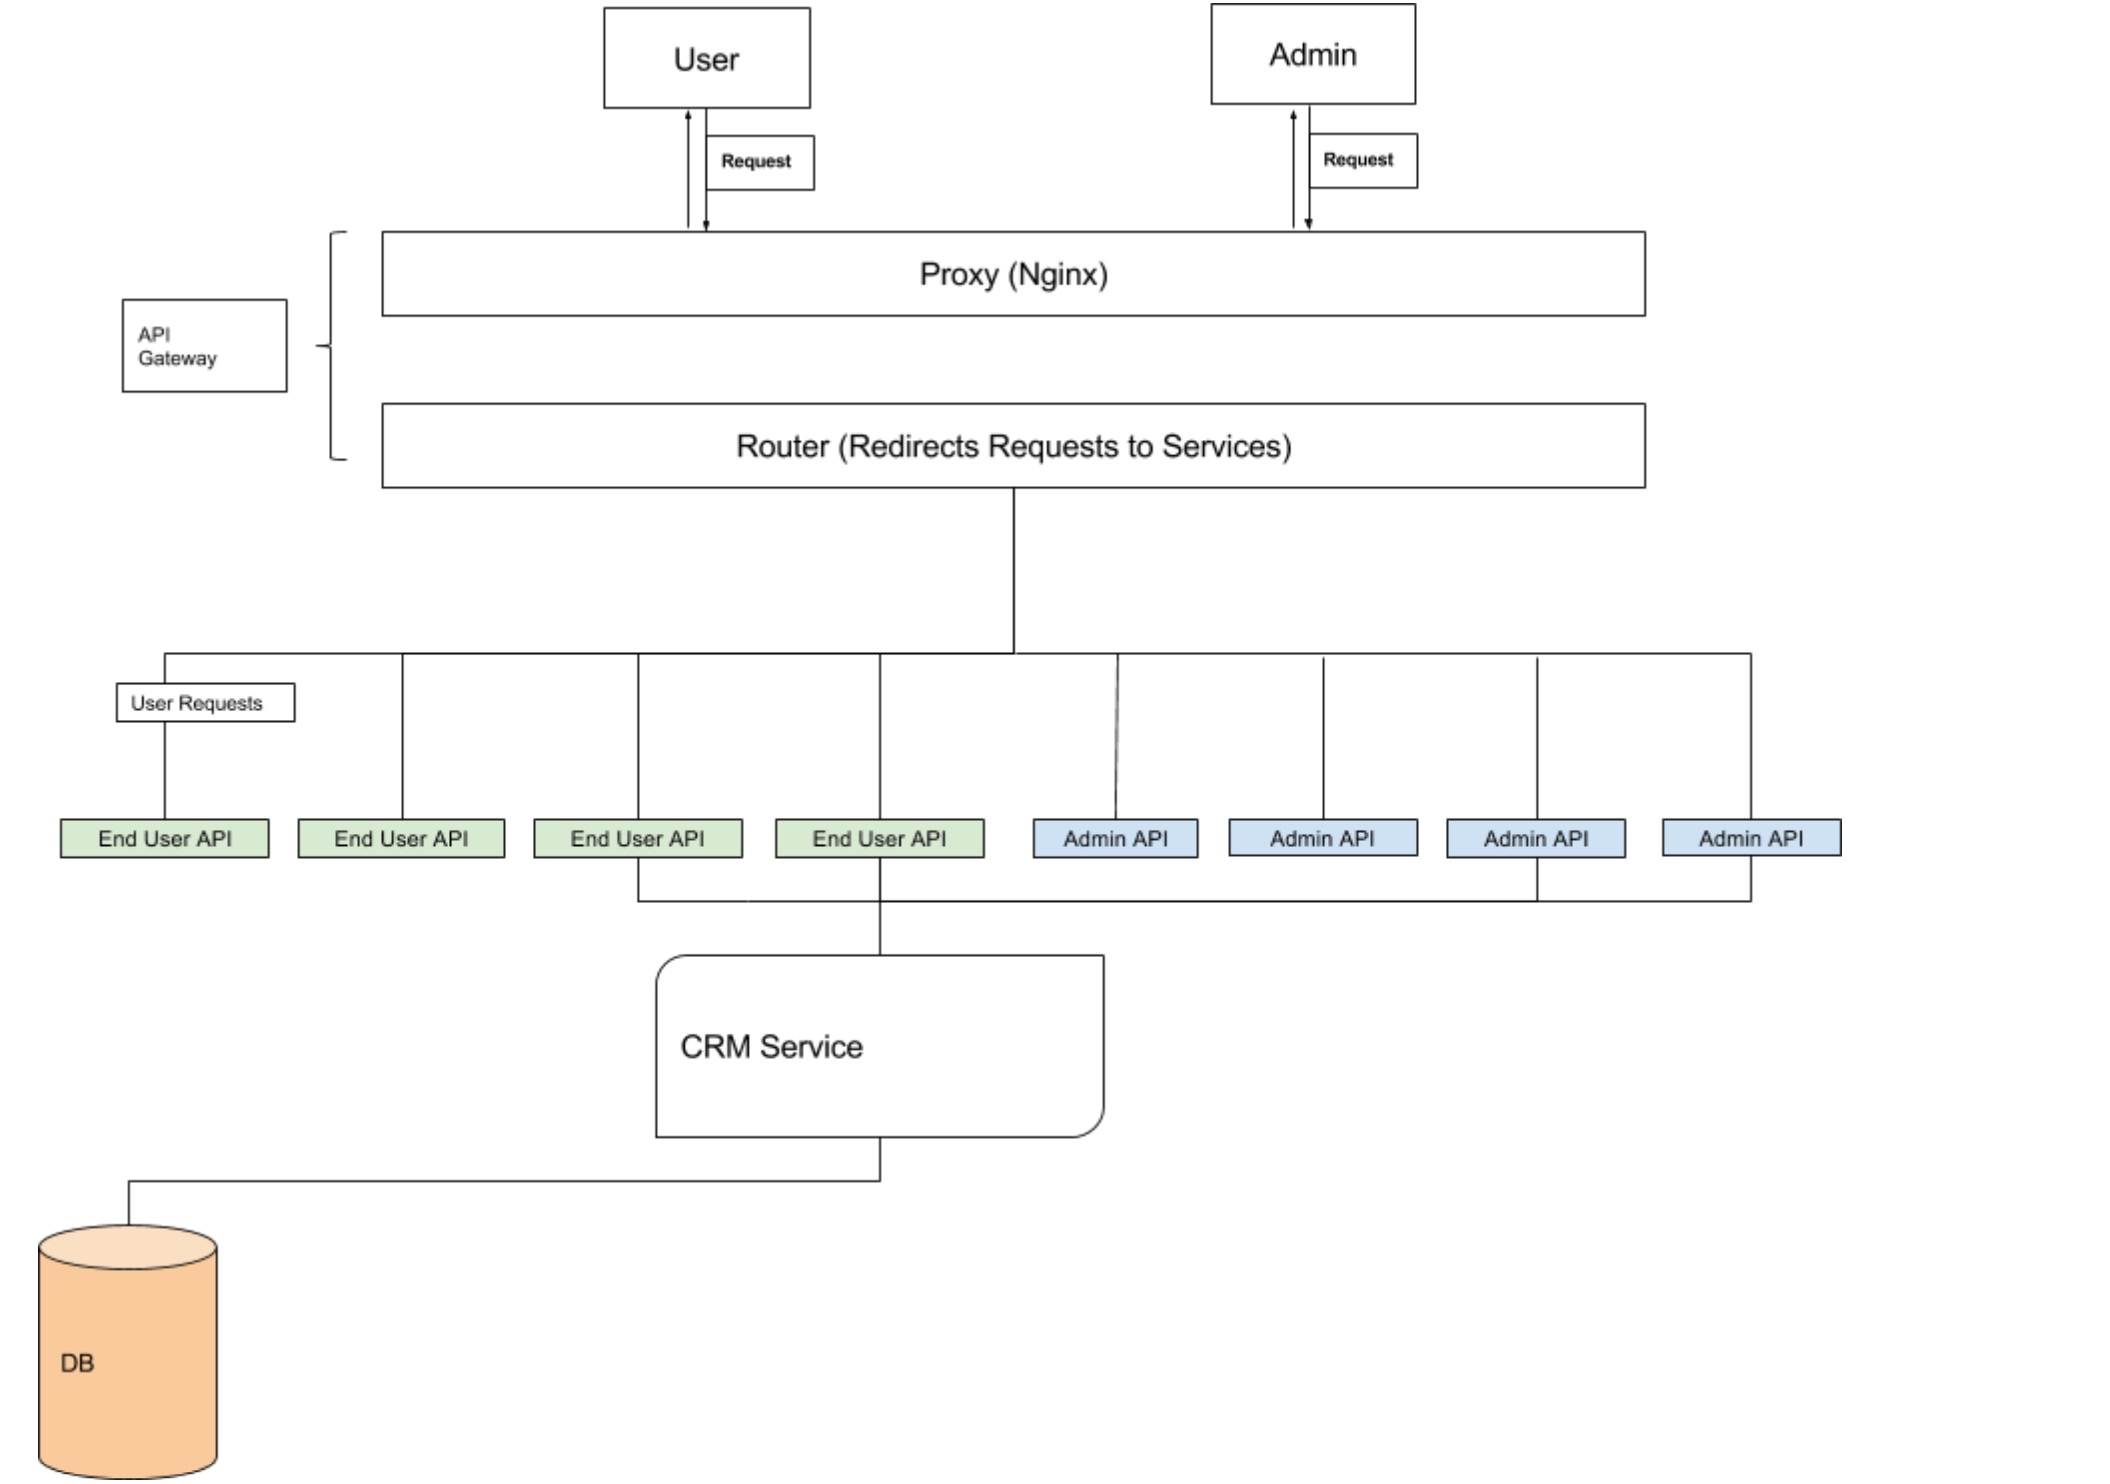 User
Admin
Request
Request
Proxy (Nginx)
API
Gateway
Router (Redirects Requests to Services)
User Requests
End User API
End User API
End User API
End User API
Admin API
Admin API
Admin API
Admin API
CRM Service
DB